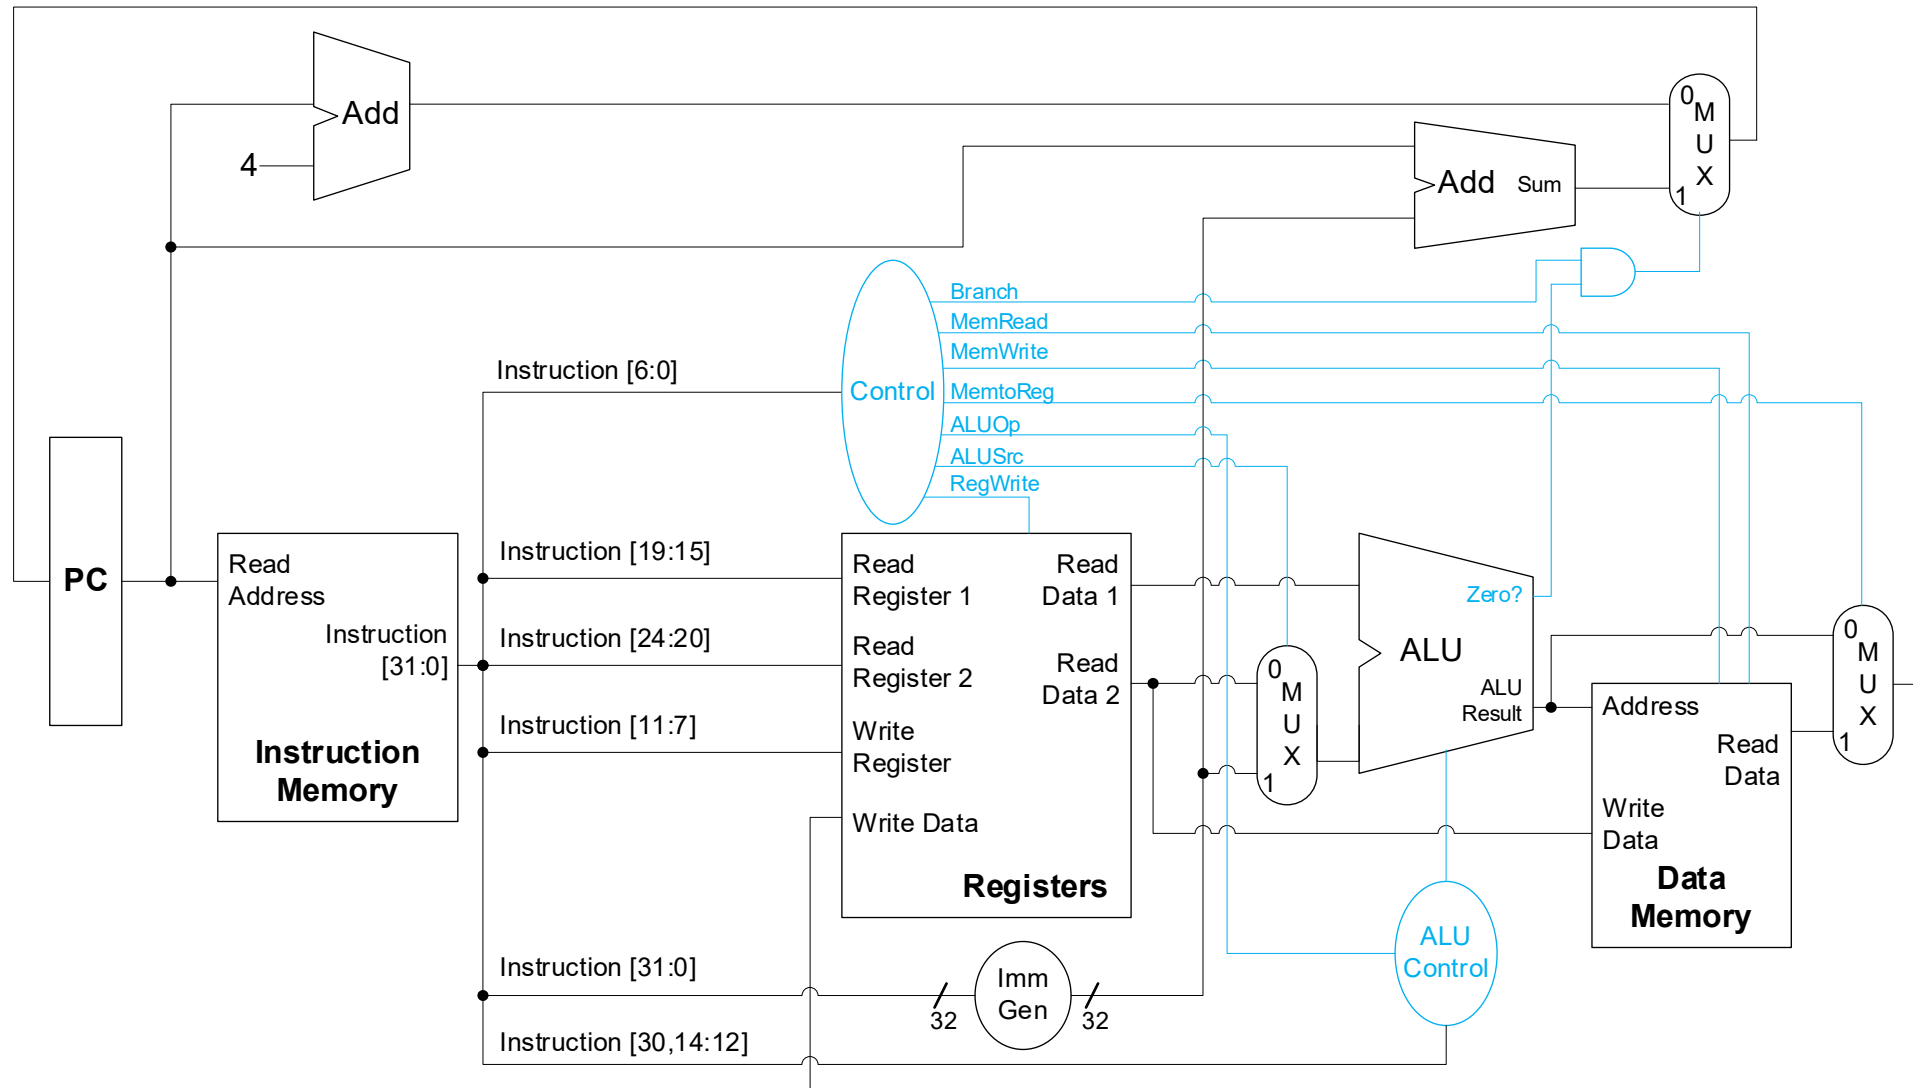 Add
4
0
M
U
X
1
Add Sum
Branch
MemRead
MemWrite
MemtoReg
ALUOp
ALUSrc
RegWrite
Control
Instruction [6:0]
PC
Read
Address
Instruction
[31:0]
Instruction
Memory
Instruction [19:15]
Instruction [24:20]
Instruction [11:7]
Read
Register 1
Read
Register 2
Write
Register
Write Data
Read
Data 1
Read
Data 2
Registers
0
M
U
X
1
Zero?
ALU
ALU
Result
Address
Read
Data
Write
Data
Data
Memory
0
M
U
X
1
ALU
Control
Instruction [31:0]
32
Imm
Gen
32
Instruction [30,14:12]